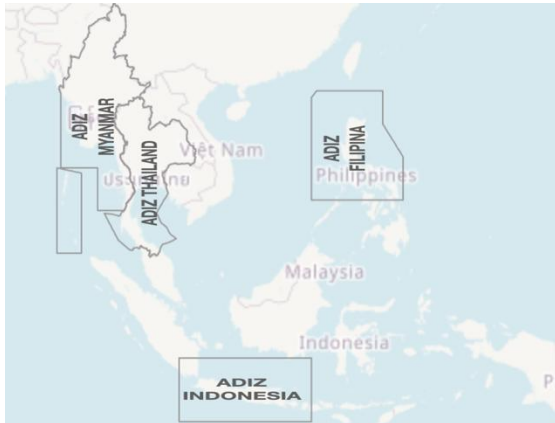 ADIZ
MYANMAR
ADIZ THAILAND
Việt Nam
ADIZ
FILIPINA
Philippines
Malaysia
Indonesia
ADIZ
INDONESIA
P